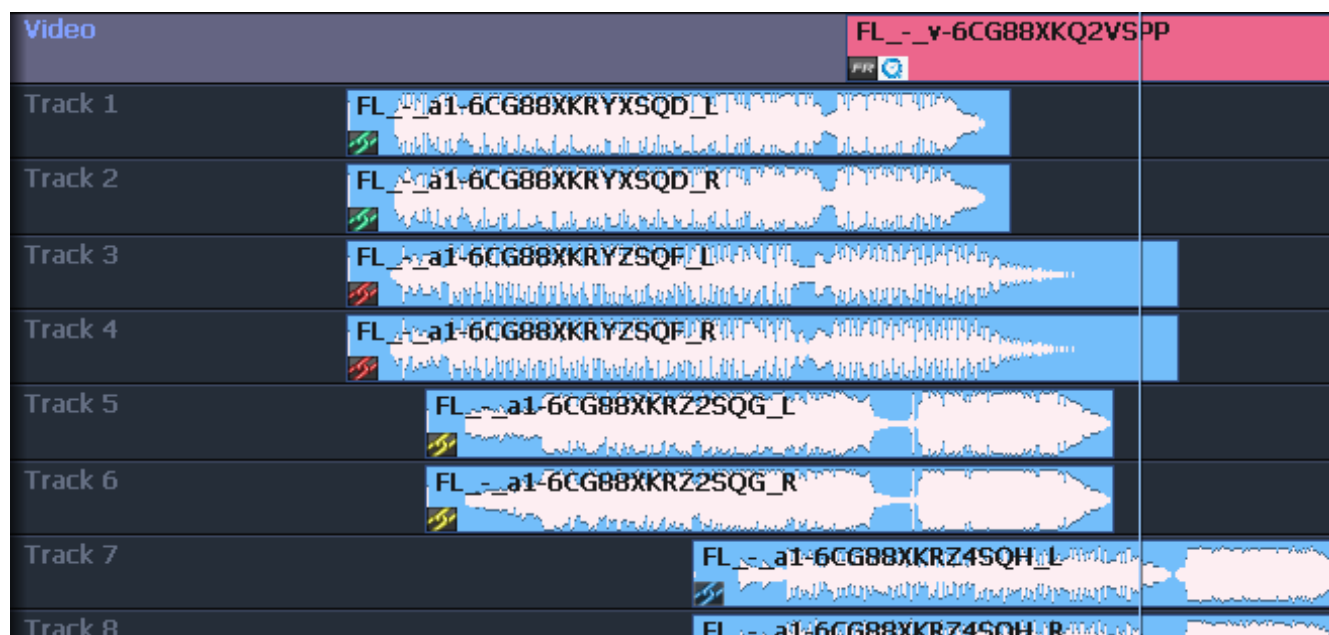 Video
FL_-_v-6CG88XKQ2VSPP
FR
Track 1
FL_-_a1-6CG88XKRYXSQD_L
Track 2
FL_-_a1-6CG88XKRYXSQD_R
Track 3
FL_-_a1-6CG88XKRYZSQF_L
Track 4
FL_-_a1-6CG88XKRYZSQF_R
Track 5
FL_-_a1-6CG88XKRZ2SQG_L
Track 6
FL_-_a1-6CG88XKRZ2SQG_R
Track 7
FL_-_a1-6CG88XKRZ4SQH_L
Track 8
FL_-_a1-6CG88XKRZ4SQH_R